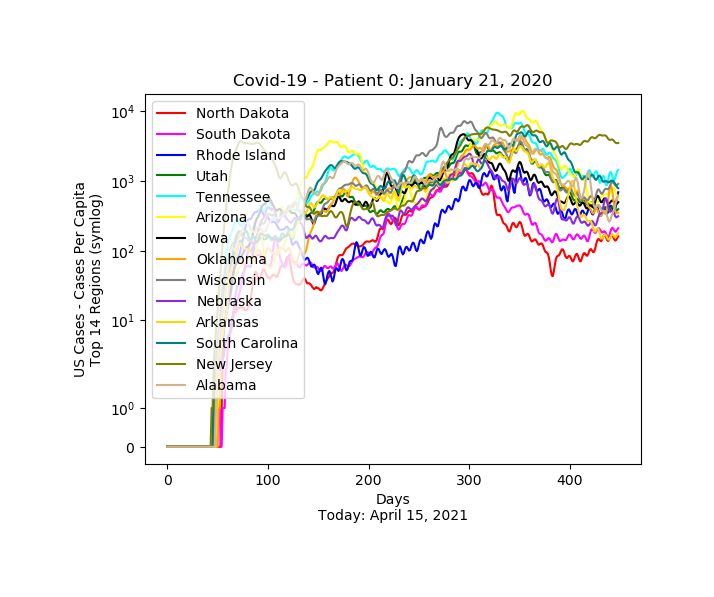 Covid-19 - Patient 0: January 21, 2020
US Cases - Cases Per Capita
Top 14 Regions (symlog)
10⁴
10³
10²
10¹
10⁰
0
North Dakota
South Dakota
Rhode Island
Utah
Tennessee
Arizona
Iowa
Oklahoma
Wisconsin
Nebraska
Arkansas
South Carolina
New Jersey
Alabama
0 100 200 300 400
Days
Today: April 15, 2021